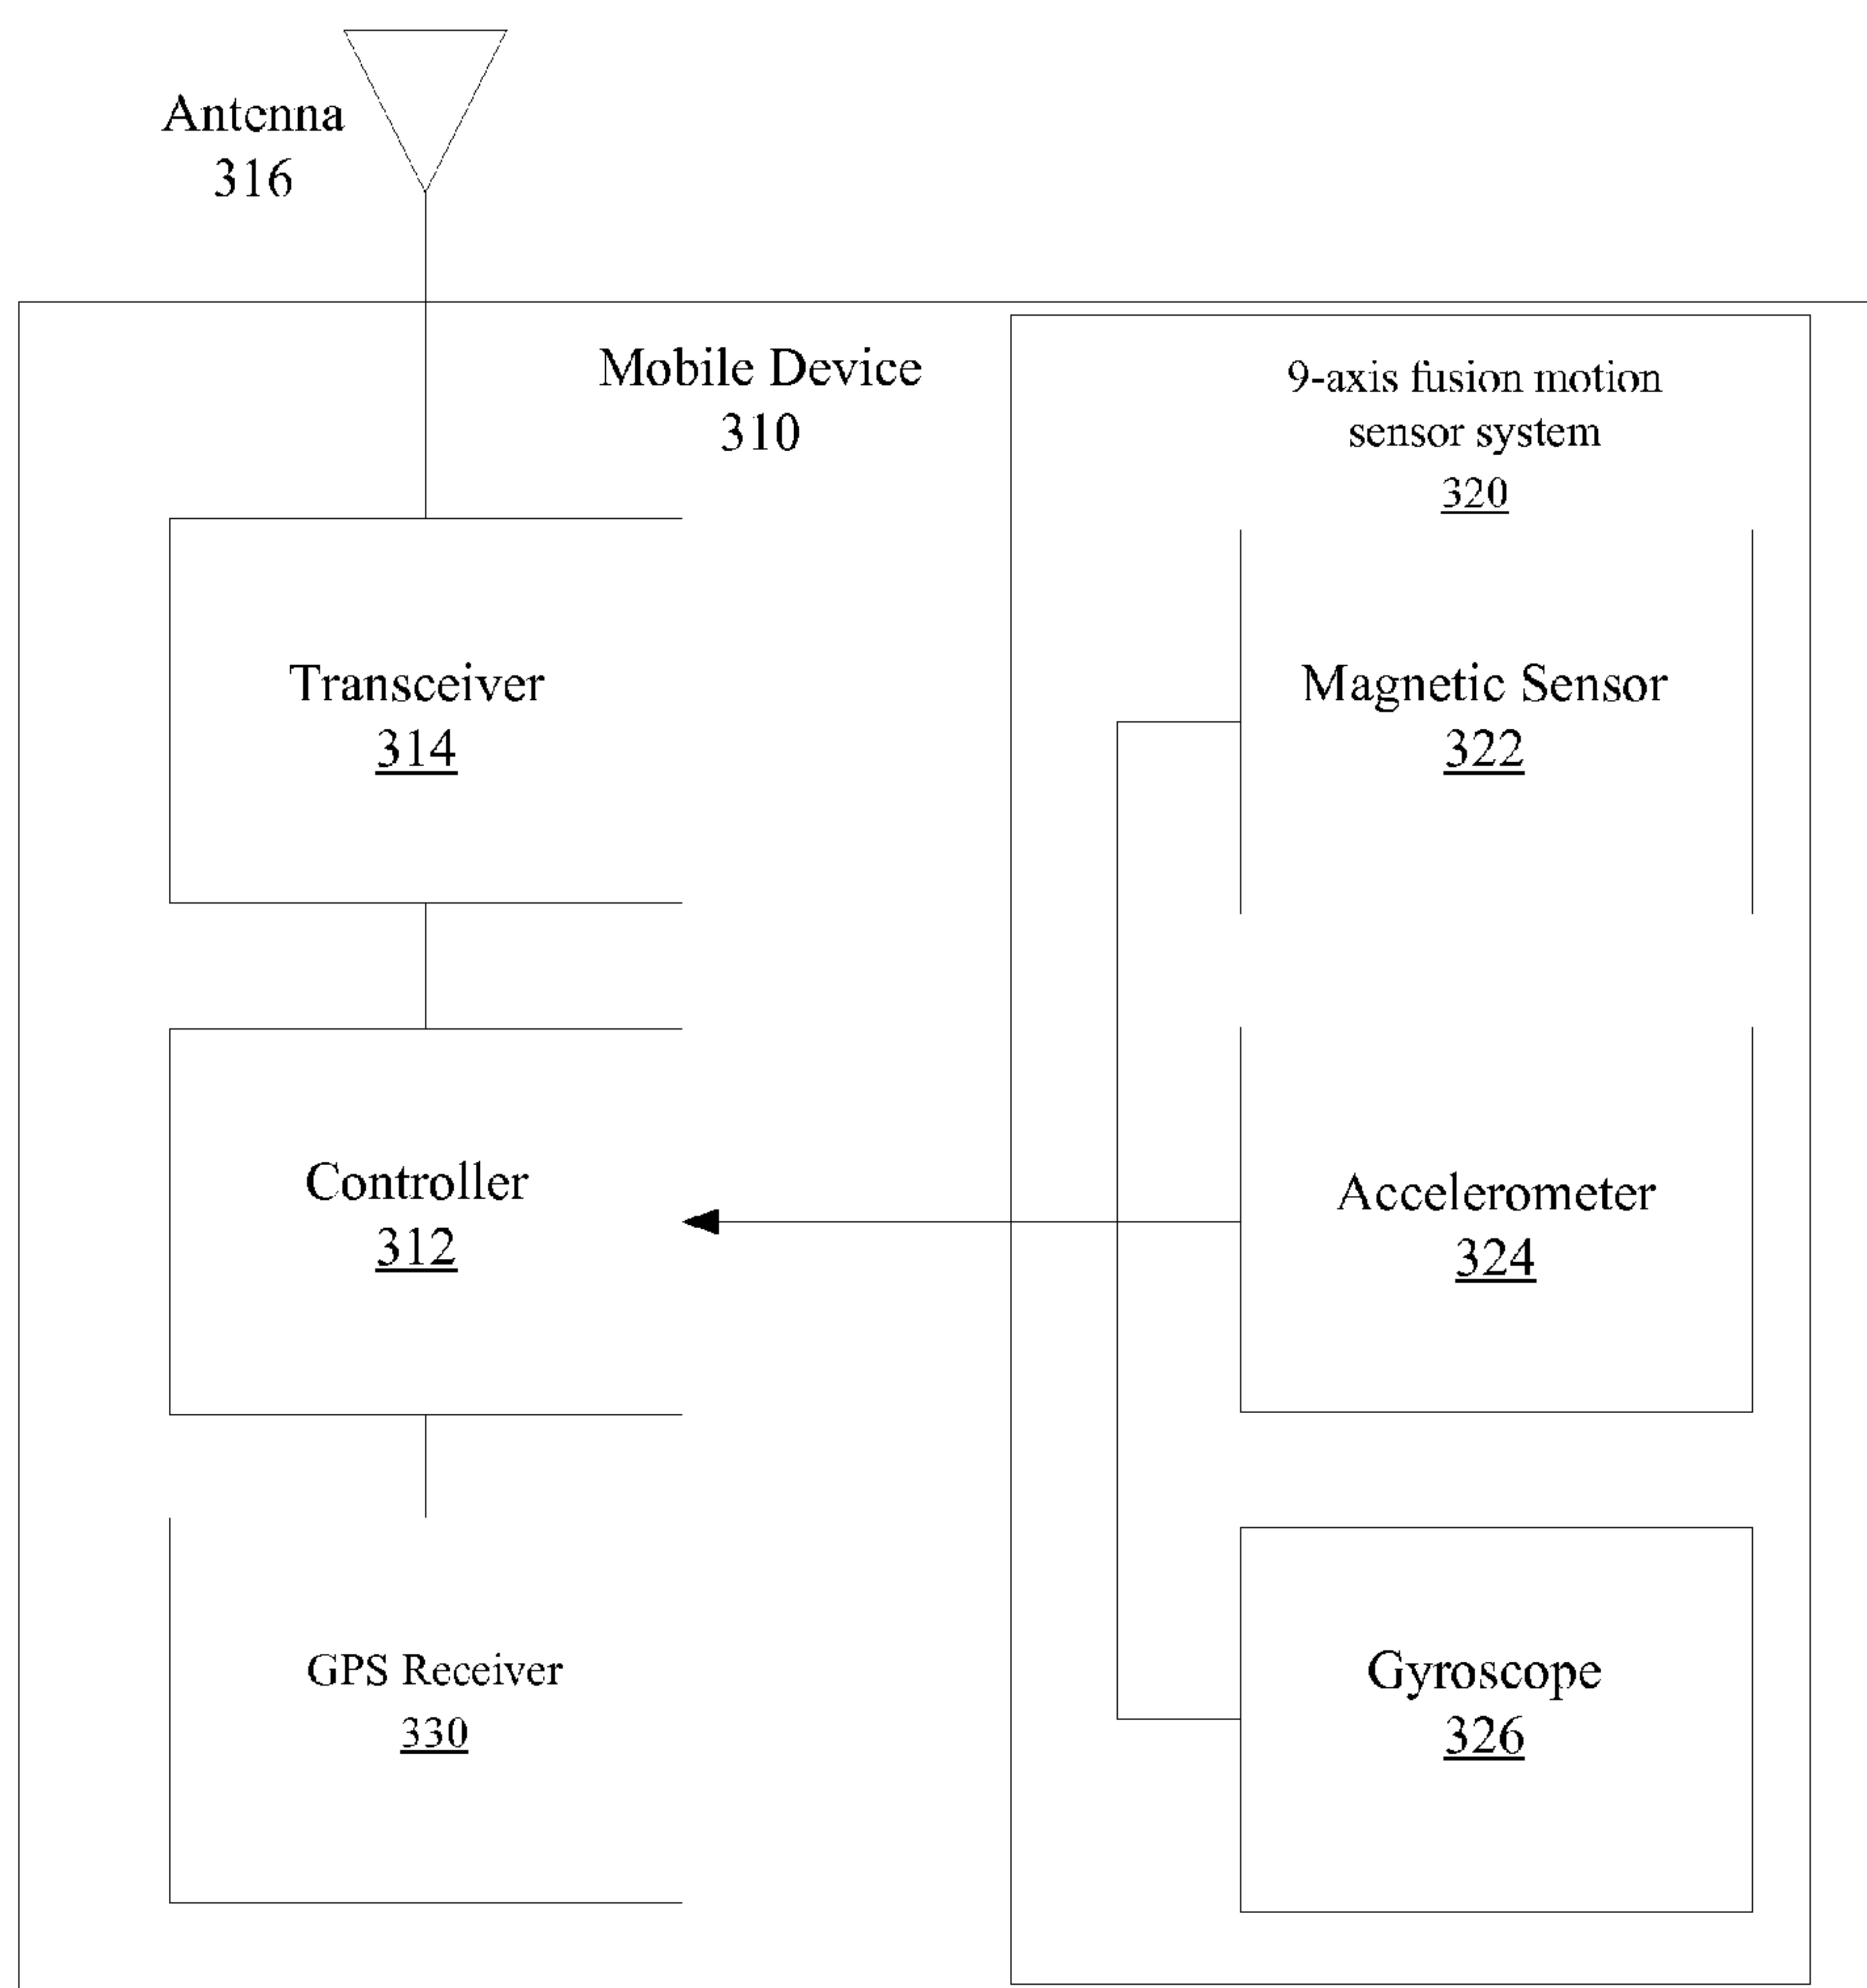 Antenna
316
Mobile Device
310
9-axis fusion motion
sensor system
320
Transceiver
314
Magnetic Sensor
322
Controller
312
Accelerometer
324
GPS Receiver
330
Gyroscope
326